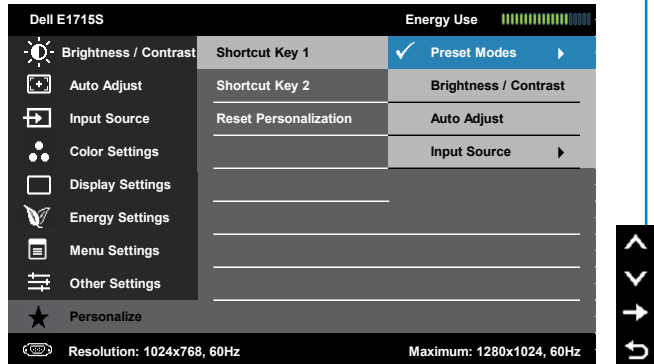 Dell E1715S Energy Use
Brightness / Contrast Shortcut Key 1 Preset Modes
Auto Adjust Shortcut Key 2 Brightness / Contrast
Input Source Reset Personalization Auto Adjust
Color Settings Input Source
Display Settings
Energy Settings
Menu Settings
Other Settings
Personalize
Resolution: 1024x768, 60Hz Maximum: 1280x1024, 60Hz